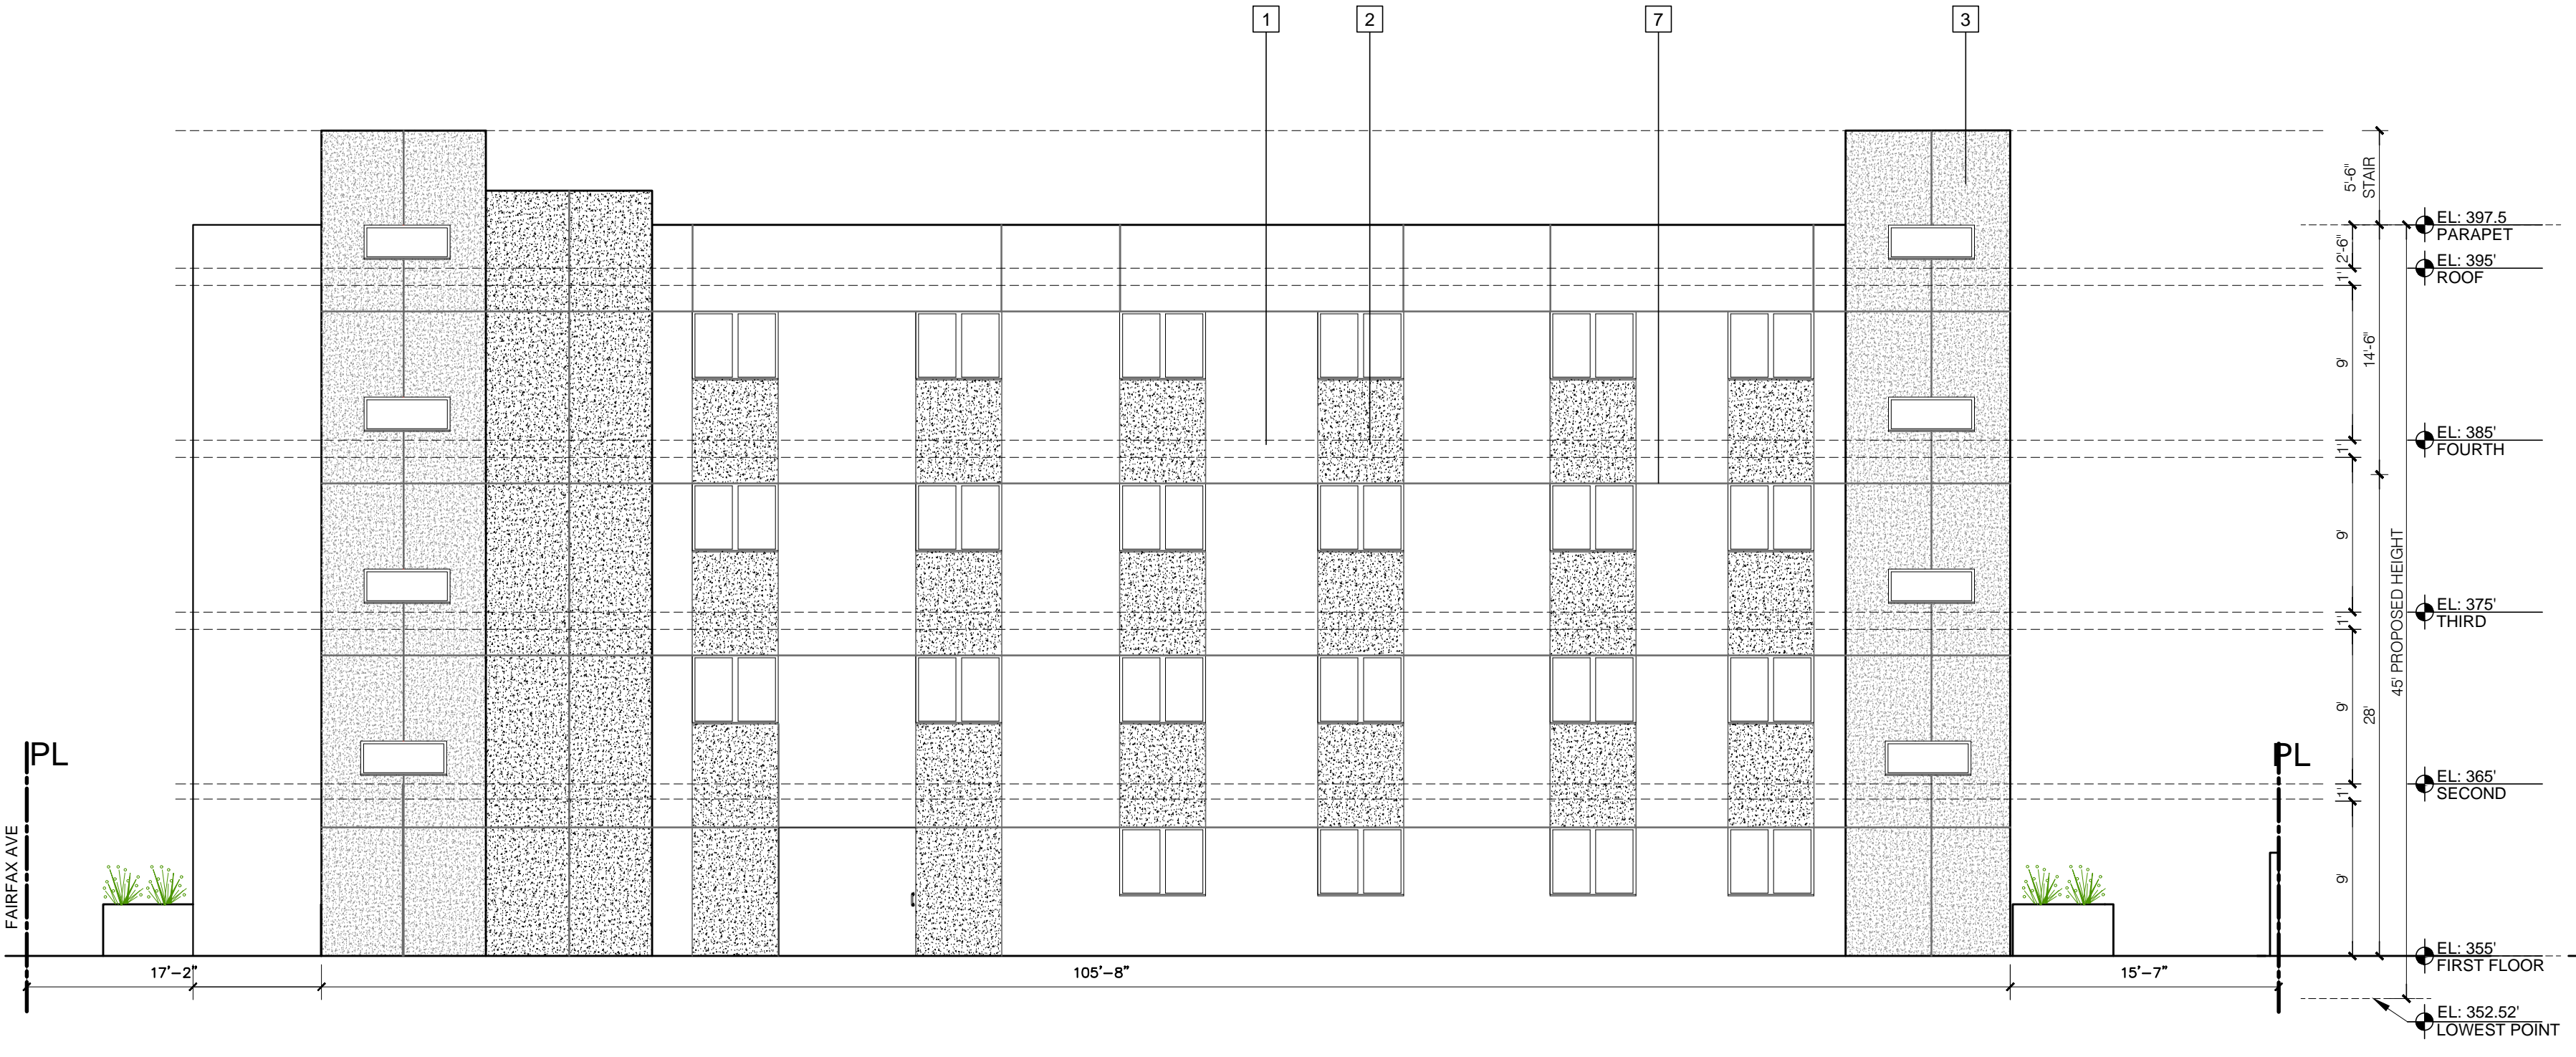 1 2 7 3
5'-6"
STAIR
EL: 397.5
PARAPET
2'-6"
EL: 395'
ROOF
1'
9'
14'-6"
EL: 385'
FOURTH
1'
9'
45' PROPOSED HEIGHT
EL: 375'
THIRD
1'
9'
28'
PL
PL
EL: 365'
SECOND
1'
FAIRFAX AVE
9'
EL: 355'
FIRST FLOOR
17'-2"
105'-8"
15'-7"
EL: 352.52'
LOWEST POINT